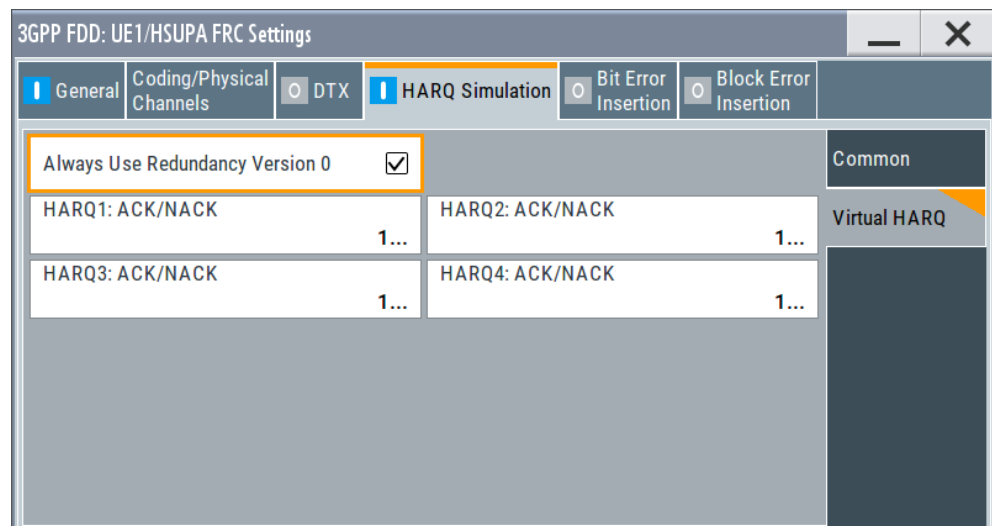 3GPP FDD: UE1/HSUPA FRC Settings
General
Coding/Physical
Channels
O DTX
HARQ Simulation
O Bit Error
Insertion
O Block Error
Insertion
Always Use Redundancy Version 0
Common
HARQ1: ACK/NACK
1...
HARQ2: ACK/NACK
1...
Virtual HARQ
HARQ3: ACK/NACK
1...
HARQ4: ACK/NACK
1...